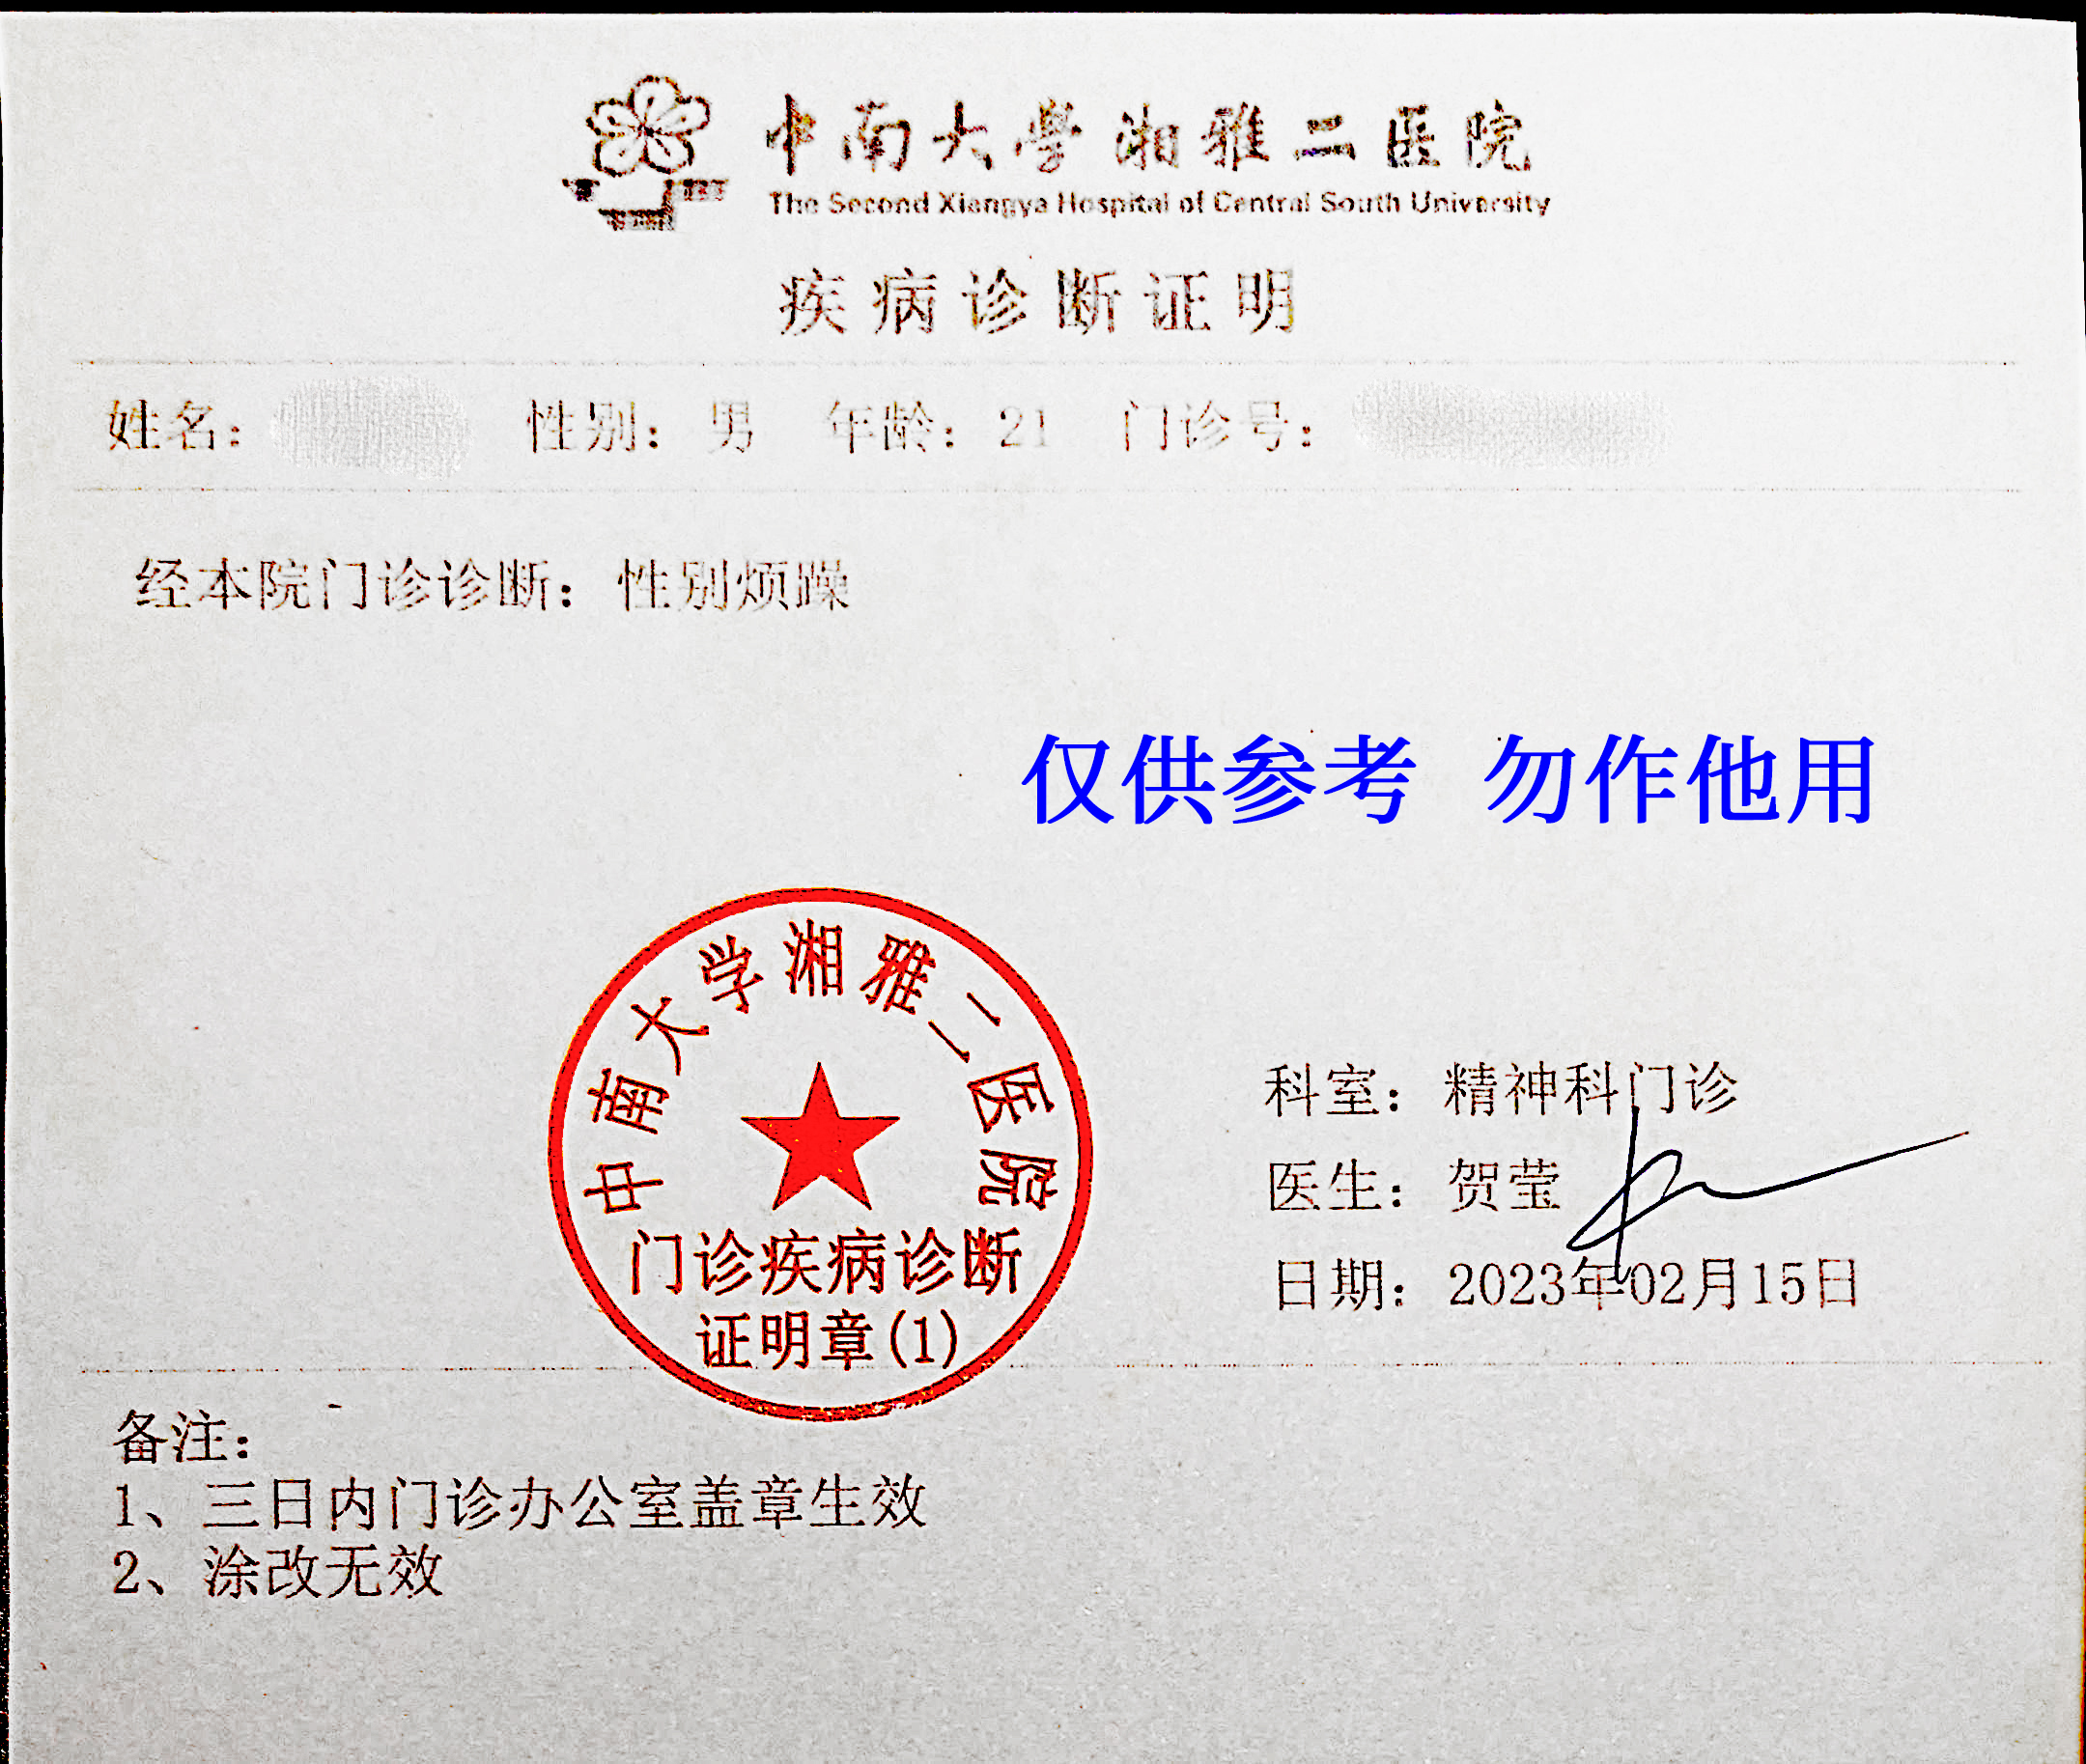 中南大學湘雅二医院
The Second Xiangya Hospital of Central South University
疾病诊断证明
姓名： 性别： 男 年龄： 21 门诊号：
经本院门诊诊断： 性别烦躁
仅供参考 勿作他用
中南大学湘雅二医院
门诊疾病诊断
证明章(1)
科室： 精神科门诊
医生： 贺莹
日期： 2023年02月15日
备注：
1、三日内门诊办公室盖章生效
2、涂改无效